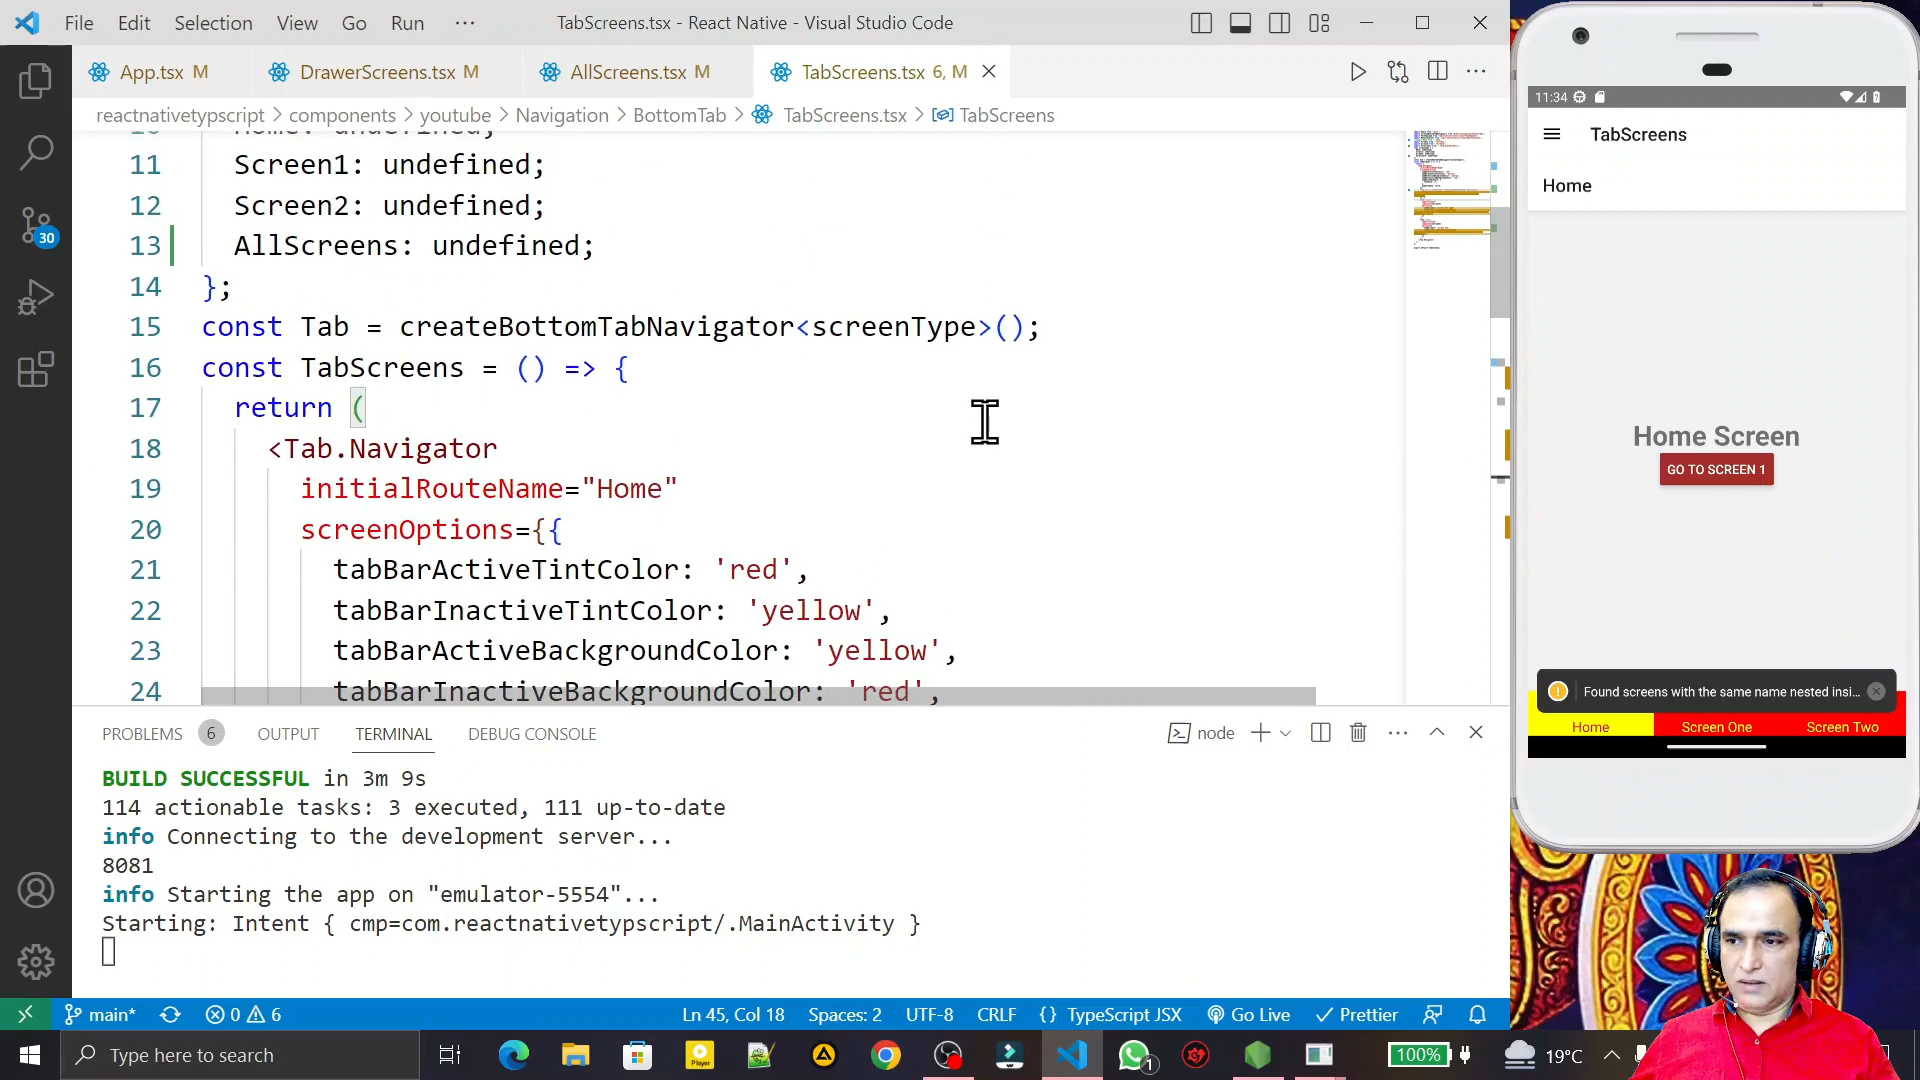 File Edit Selection View Go Run ···
TabScreens.tsx - React Native - Visual Studio Code
App.tsx M
DrawerScreens.tsx M
AllScreens.tsx M
TabScreens.tsx 6, M
reactnativetypscript > components > youtube > Navigation > BottomTab > TabScreens.tsx > TabScreens
10 Home: undefined;
11 Screen1: undefined;
12 Screen2: undefined;
13 AllScreens: undefined;
14 };
15 const Tab = createBottomTabNavigator<screenType>();
16 const TabScreens = () => {
17 return (
18 <Tab.Navigator
19 initialRouteName="Home"
20 screenOptions={{
21 tabBarActiveTintColor: 'red',
22 tabBarInactiveTintColor: 'yellow',
23 tabBarActiveBackgroundColor: 'yellow',
24 tabBarInactiveBackgroundColor: 'red',
30
PROBLEMS 6 OUTPUT TERMINAL DEBUG CONSOLE
node
BUILD SUCCESSFUL in 3m 9s
114 actionable tasks: 3 executed, 111 up-to-date
info Connecting to the development server...
8081
info Starting the app on "emulator-5554"...
Starting: Intent { cmp=com.reactnativetypscript/.MainActivity }
main* 0 6
Ln 45, Col 18 Spaces: 2 UTF-8 CRLF {} TypeScript JSX Go Live Prettier
Type here to search
Player
1
100%
19°C
11:34
TabScreens
Home
Home Screen
GO TO SCREEN 1
Found screens with the same name nested insi...
Home Screen One Screen Two